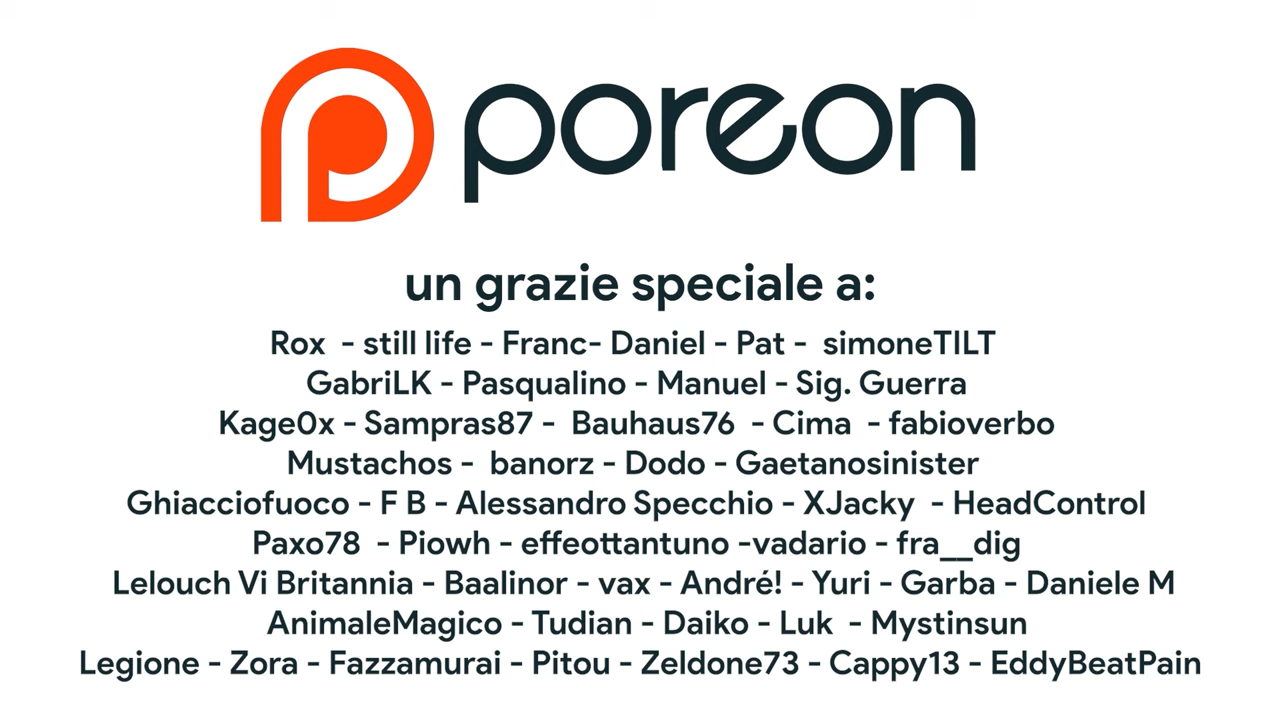 poreon
un grazie speciale a:
Rox - still life - Franc- Daniel - Pat - simoneTILT
GabriLK - Pasqualino - Manuel - Sig. Guerra
Kage0x - Sampras87 - Bauhaus76 - Cima - fabioverbo
Mustachos - banorz - Dodo - Gaetanosinister
Ghiacciofuoco - F B - Alessandro Specchio - XJacky - HeadControl
Paxo78 - Piowh - effeottantuno -vadario - fra__dig
Lelouch Vi Britannia - Baalinor - vax - André! - Yuri - Garba - Daniele M
AnimaleMagico - Tudian - Daiko - Luk - Mystinsun
Legione - Zora - Fazzamurai - Pitou - Zeldone73 - Cappy13 - EddyBeatPain